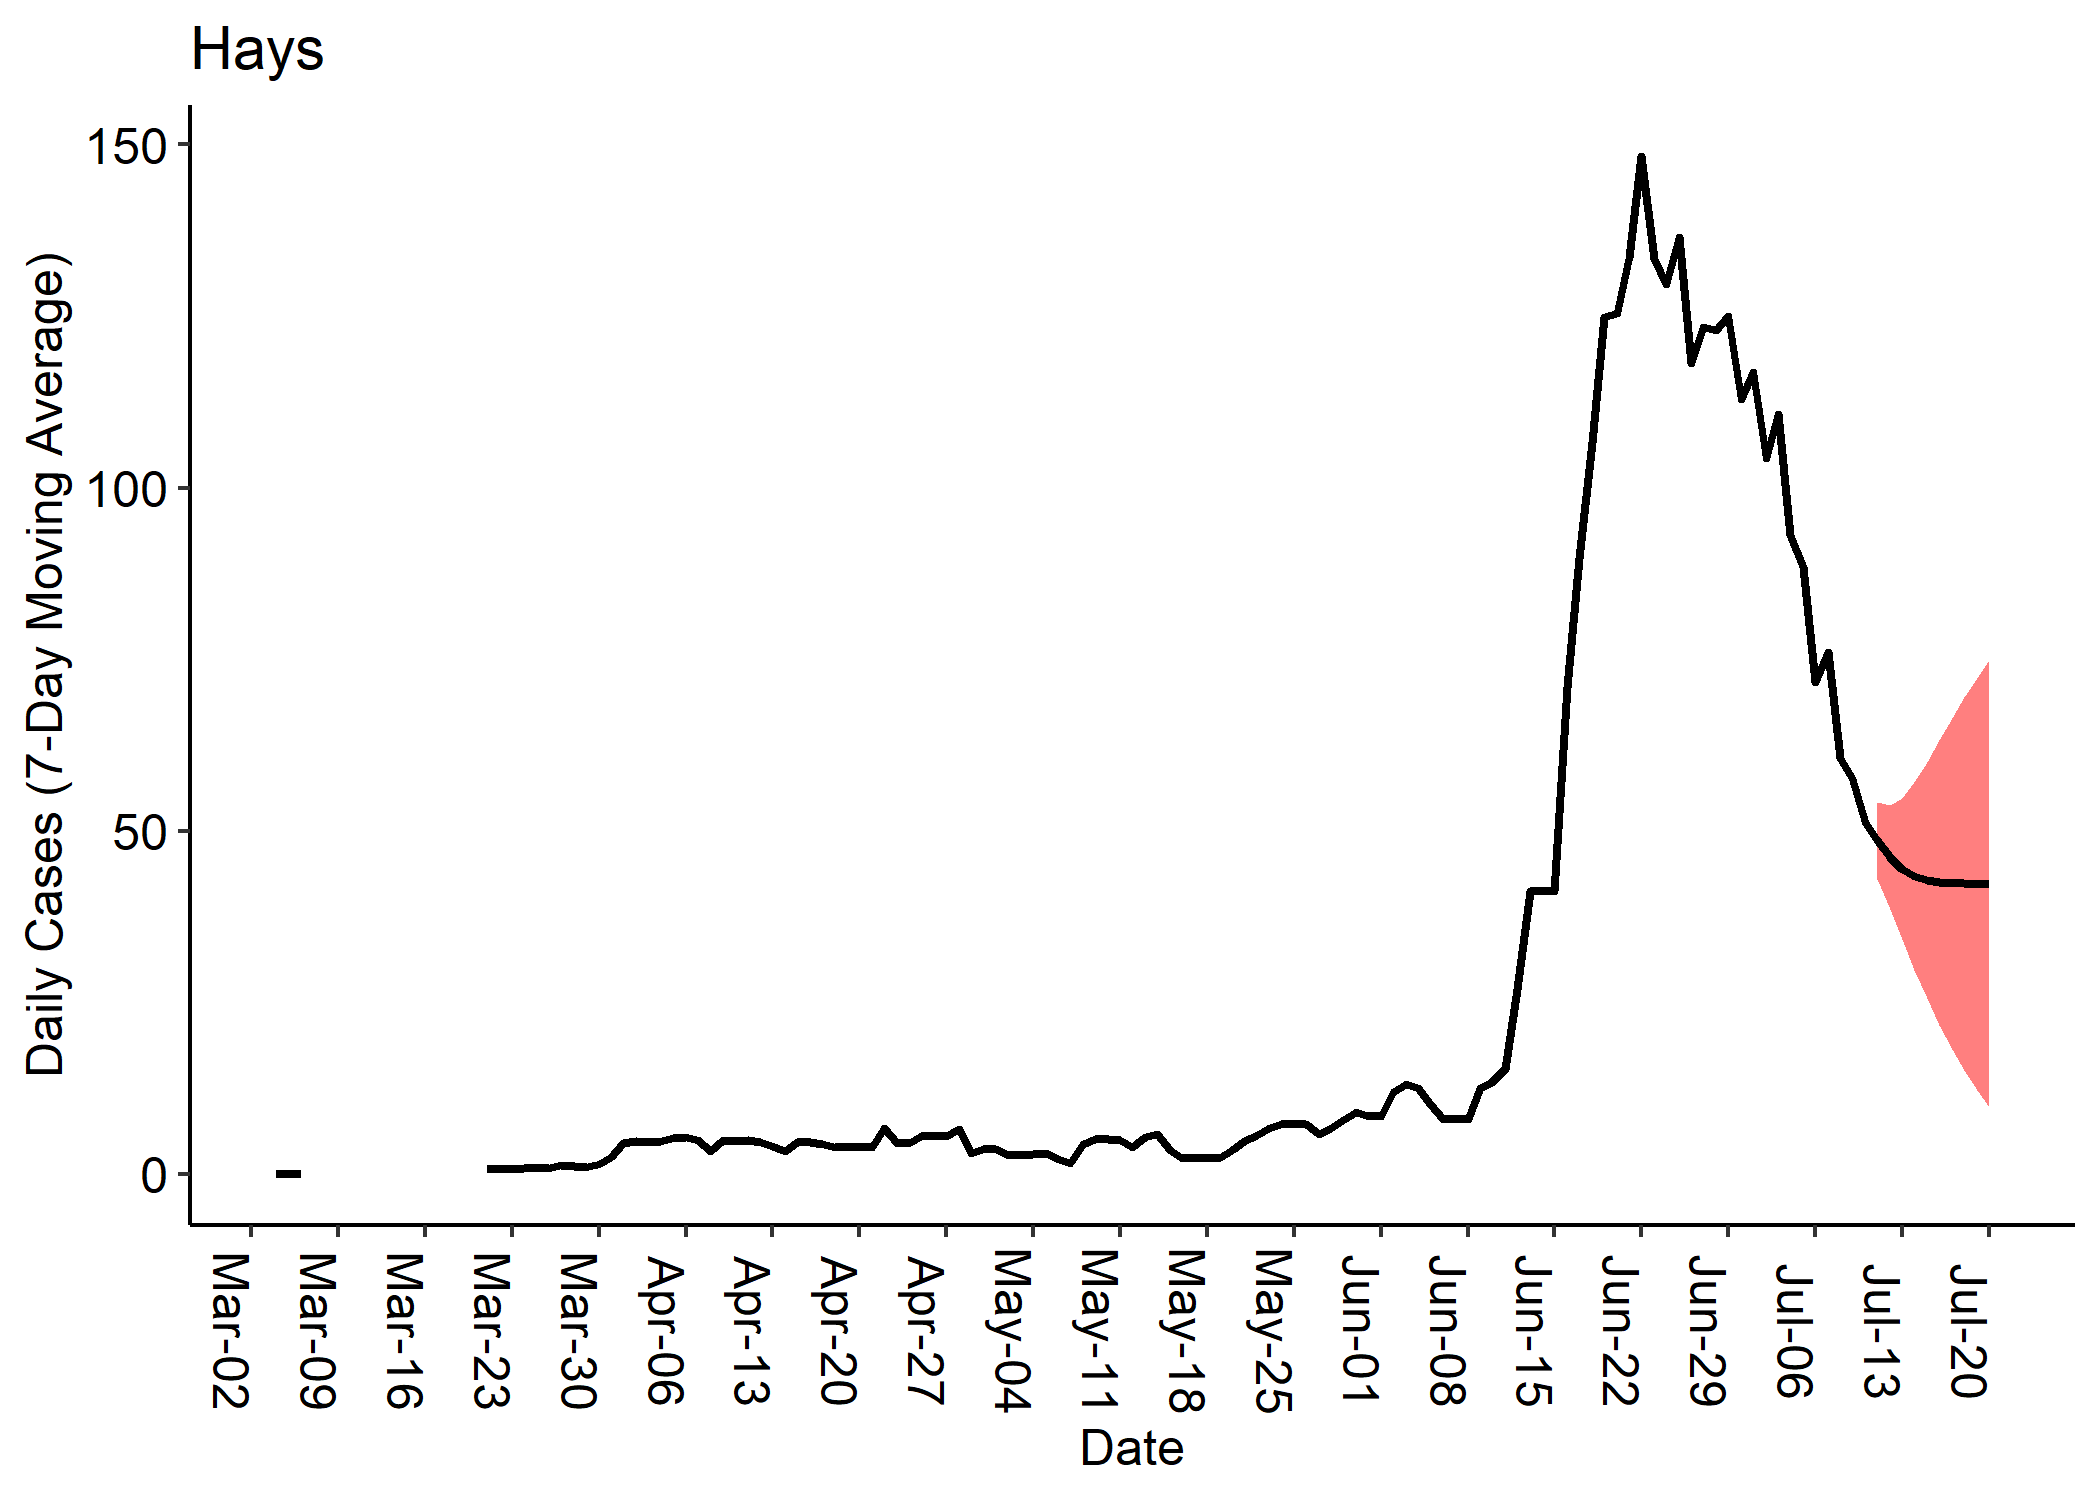 Hays
Daily Cases (7-Day Moving Average)
150
100
50
0
Mar-02
Mar-09
Mar-16
Mar-23
Mar-30
Apr-06
Apr-13
Apr-20
Apr-27
May-04
May-11
May-18
May-25
Jun-01
Jun-08
Jun-15
Jun-22
Jun-29
Jul-06
Jul-13
Jul-20
Date